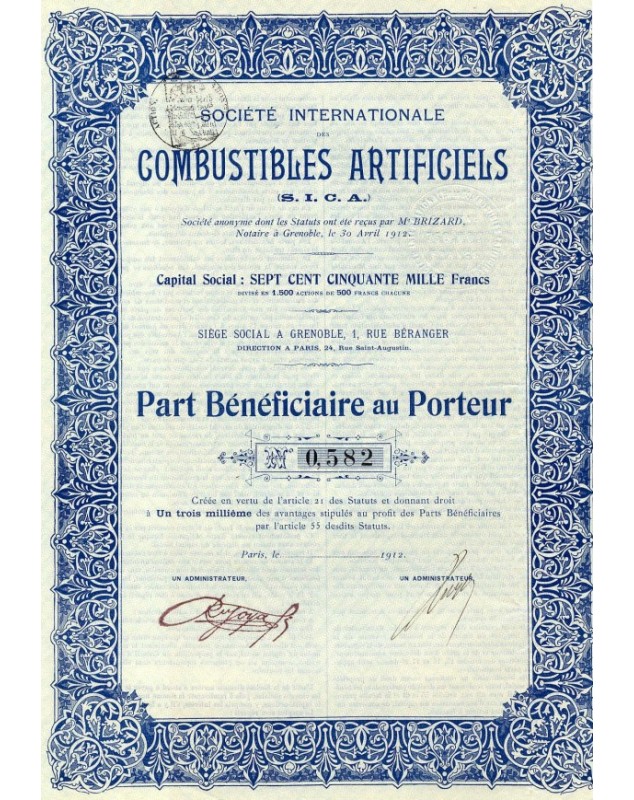 SOCIÉTÉ INTERNATIONALE
DES
COMBUSTIBLES ARTIFICIELS
(S. I. C. A.)
Société anonyme dont les Statuts ont été reçus par Me BRIZARD,
Notaire à Grenoble, le 30 Avril 1912.
Capital Social : SEPT CENT CINQUANTE MILLE Francs
DIVISÉ EN 1.500 ACTIONS DE 500 FRANCS CHACUNE
SIÈGE SOCIAL A GRENOBLE, 1, RUE BÉRANGER
DIRECTION A PARIS, 24, Rue Saint-Augustin.
Part Bénéficiaire au Porteur
No 0,582
Créée en vertu de l'article 21 des Statuts et donnant droit
à Un trois millième des avantages stipulés au profit des Parts Bénéficiaires
par l'article 55 desdits Statuts.
Paris, le 1912.
UN ADMINISTRATEUR, UN ADMINISTRATEUR,